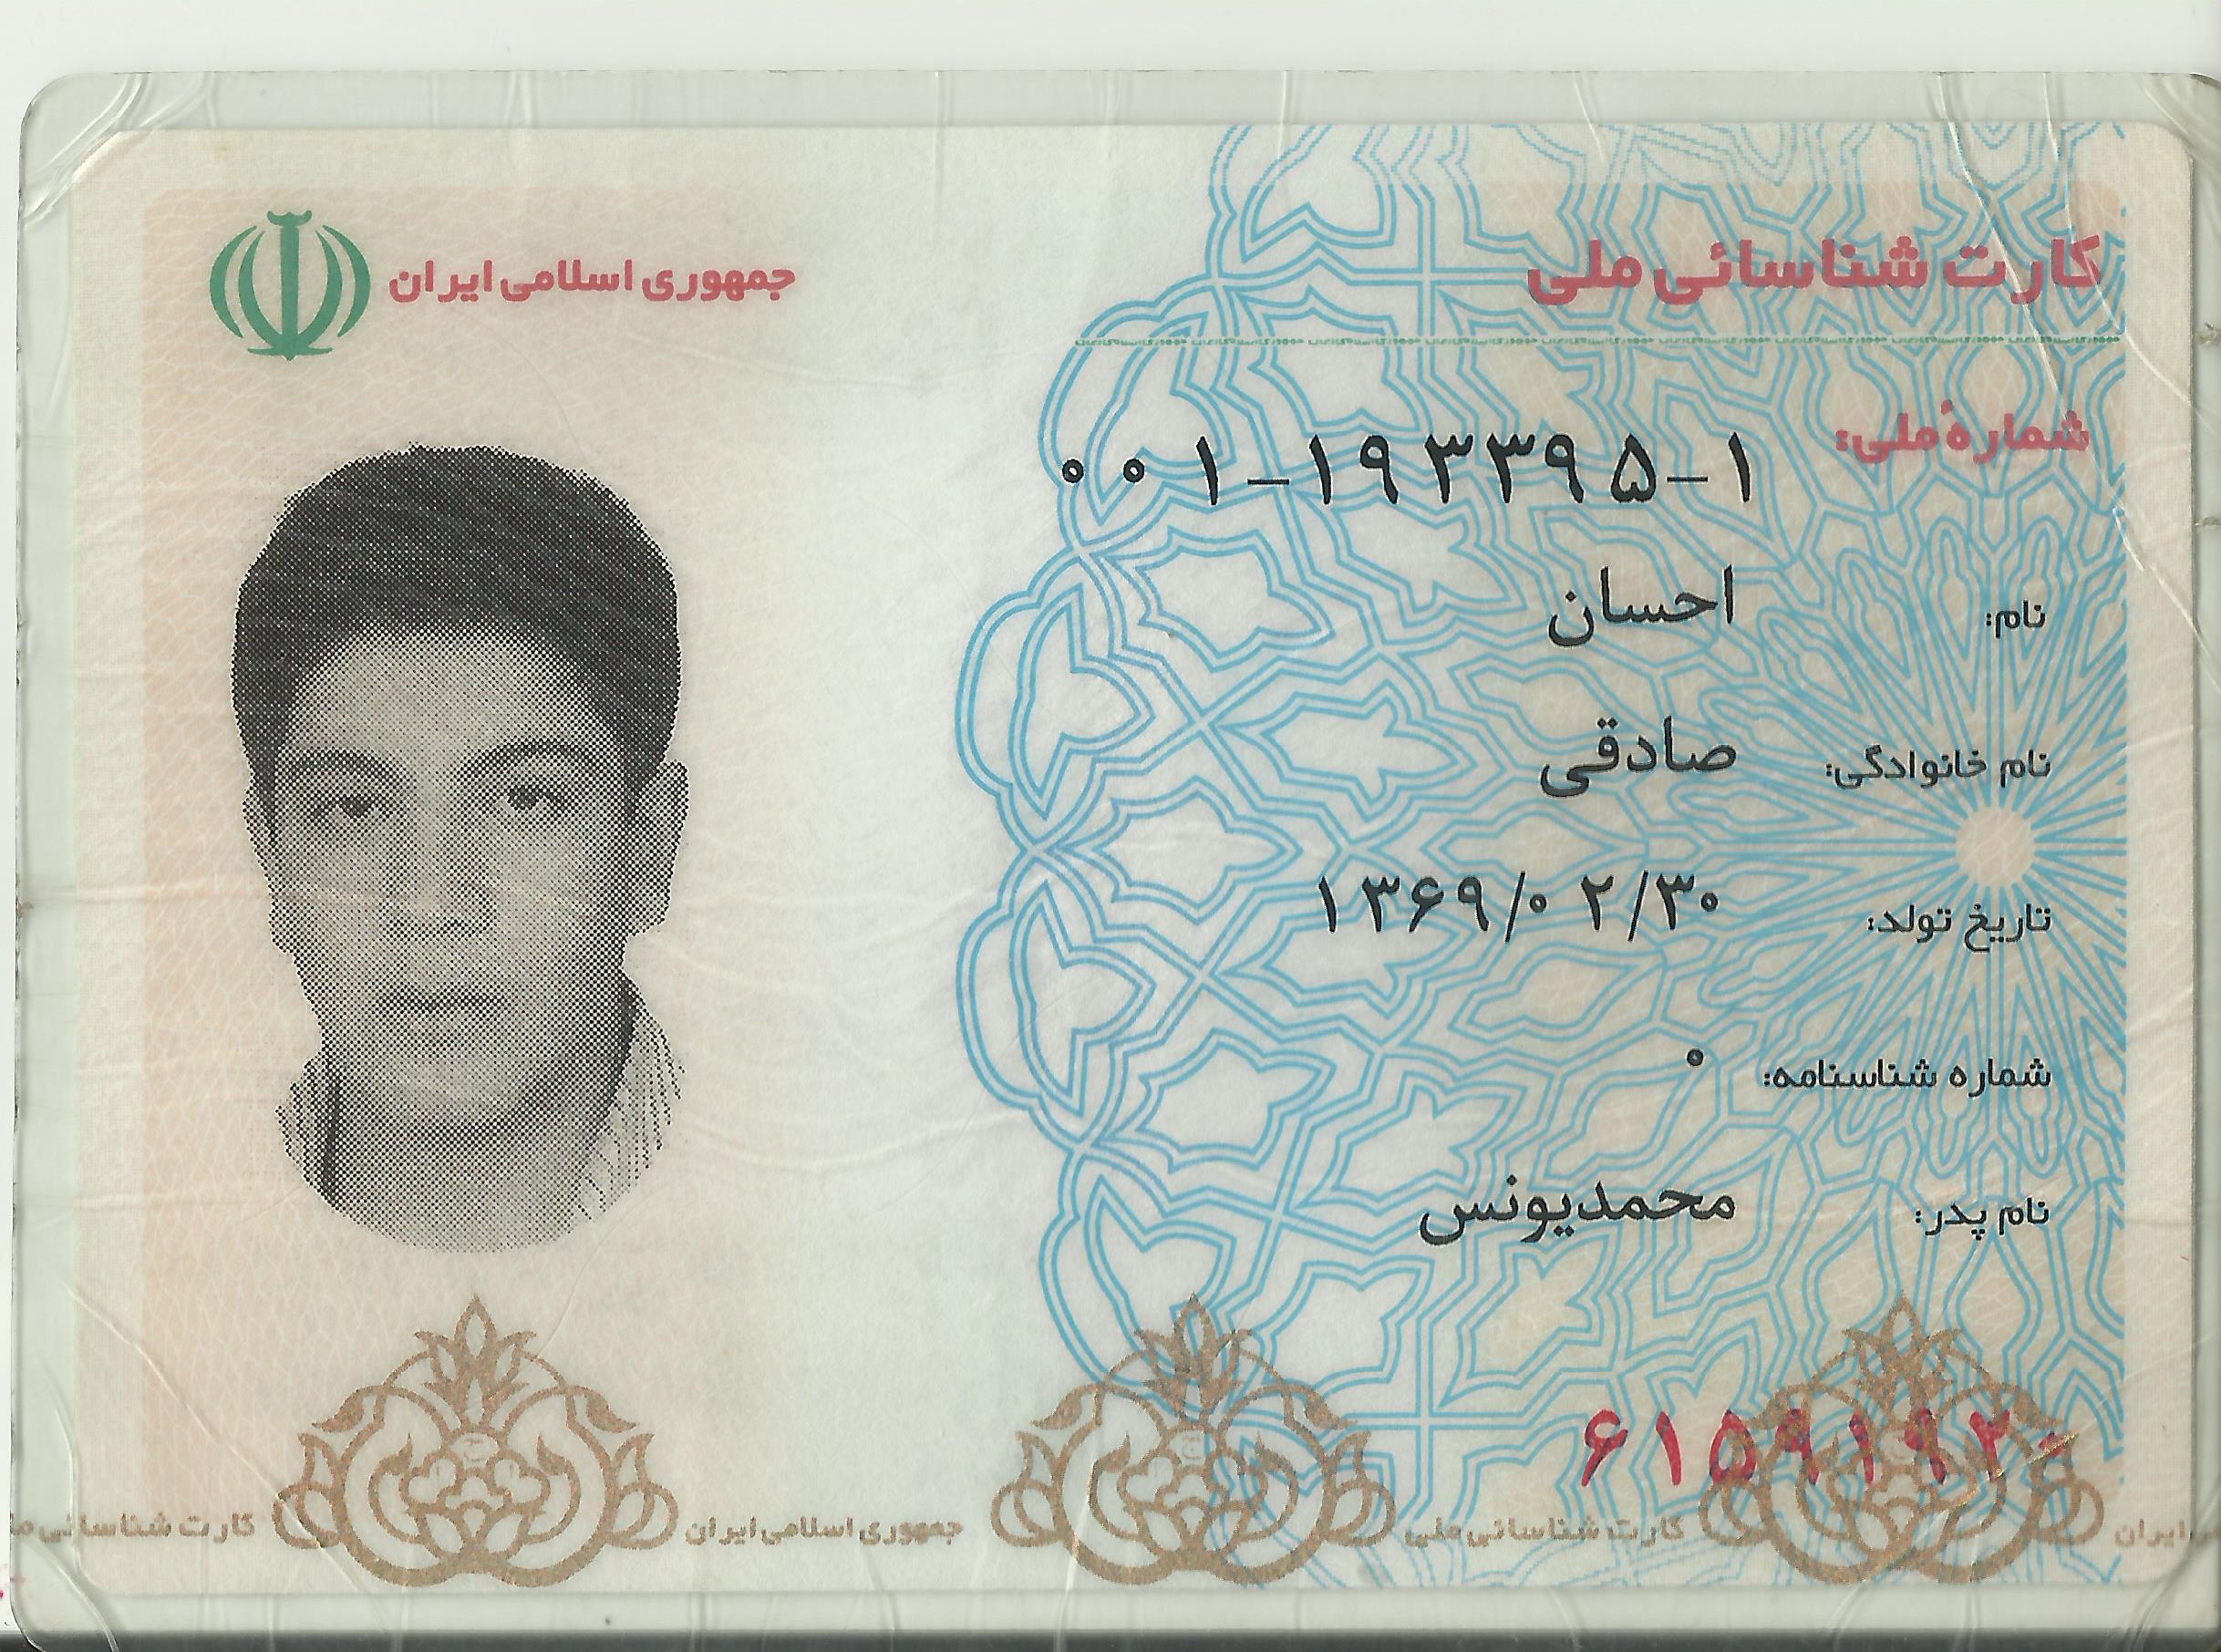 جمهوری اسلامی ایران
کارت شناسائی ملی
شمارهٔ ملی: ۰۰۱-۱۹۳۳۹۵-۱
نام: احسان
نام خانوادگی: صادقی
تاریخ تولد: ۱۳۶۹/۰۲/۳۰
شماره شناسنامه: ۰
نام پدر: محمدیونس
۶۱۵۹۱۹۲۰
ایران کارت شناسائی ملی جمهوری اسلامی ایران کارت شناسائی